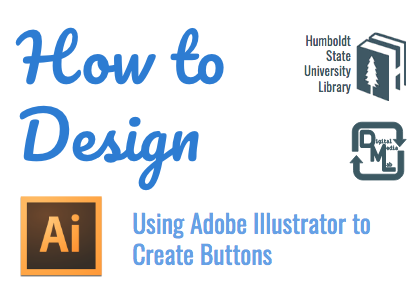 How to
Design
Humboldt
State
University
Library
Digital
Media
Lab
Ai
Using Adobe Illustrator to
Create Buttons